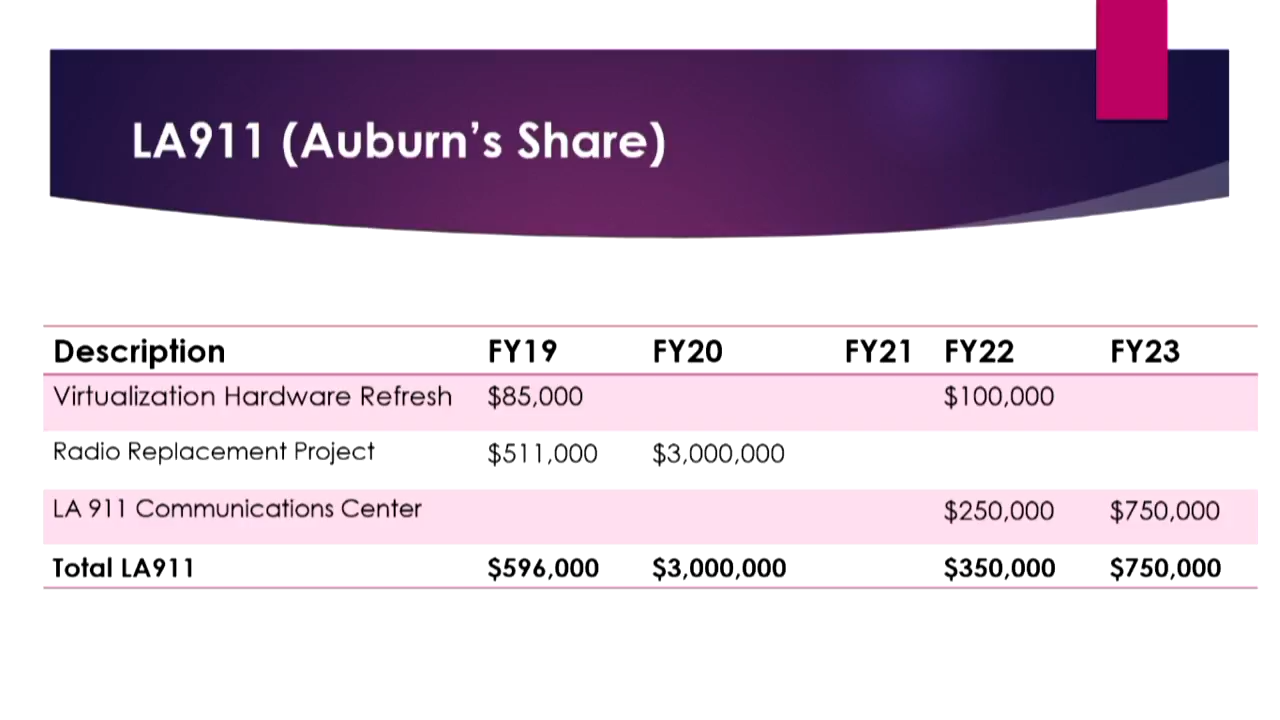 LA911 (Auburn’s Share)
Description FY19 FY20 FY21 FY22 FY23
Virtualization Hardware Refresh $85,000 $100,000
Radio Replacement Project $511,000 $3,000,000
LA 911 Communications Center $250,000 $750,000
Total LA911 $596,000 $3,000,000 $350,000 $750,000